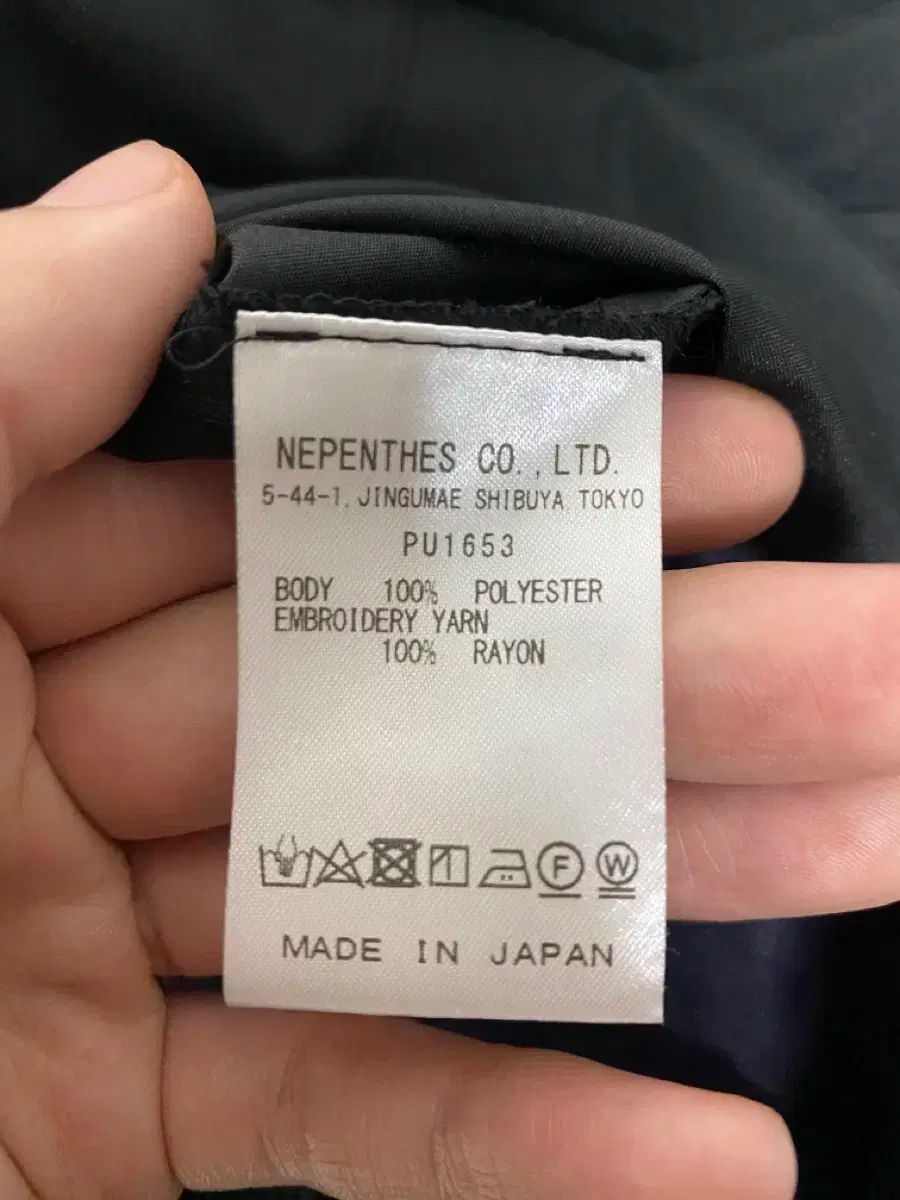 NEPENTHES CO.,LTD.
5-44-1, JINGUMAE SHIBUYA TOKYO
PU1653
BODY 100% POLYESTER
EMBROIDERY YARN
100% RAYON
F W
MADE IN JAPAN